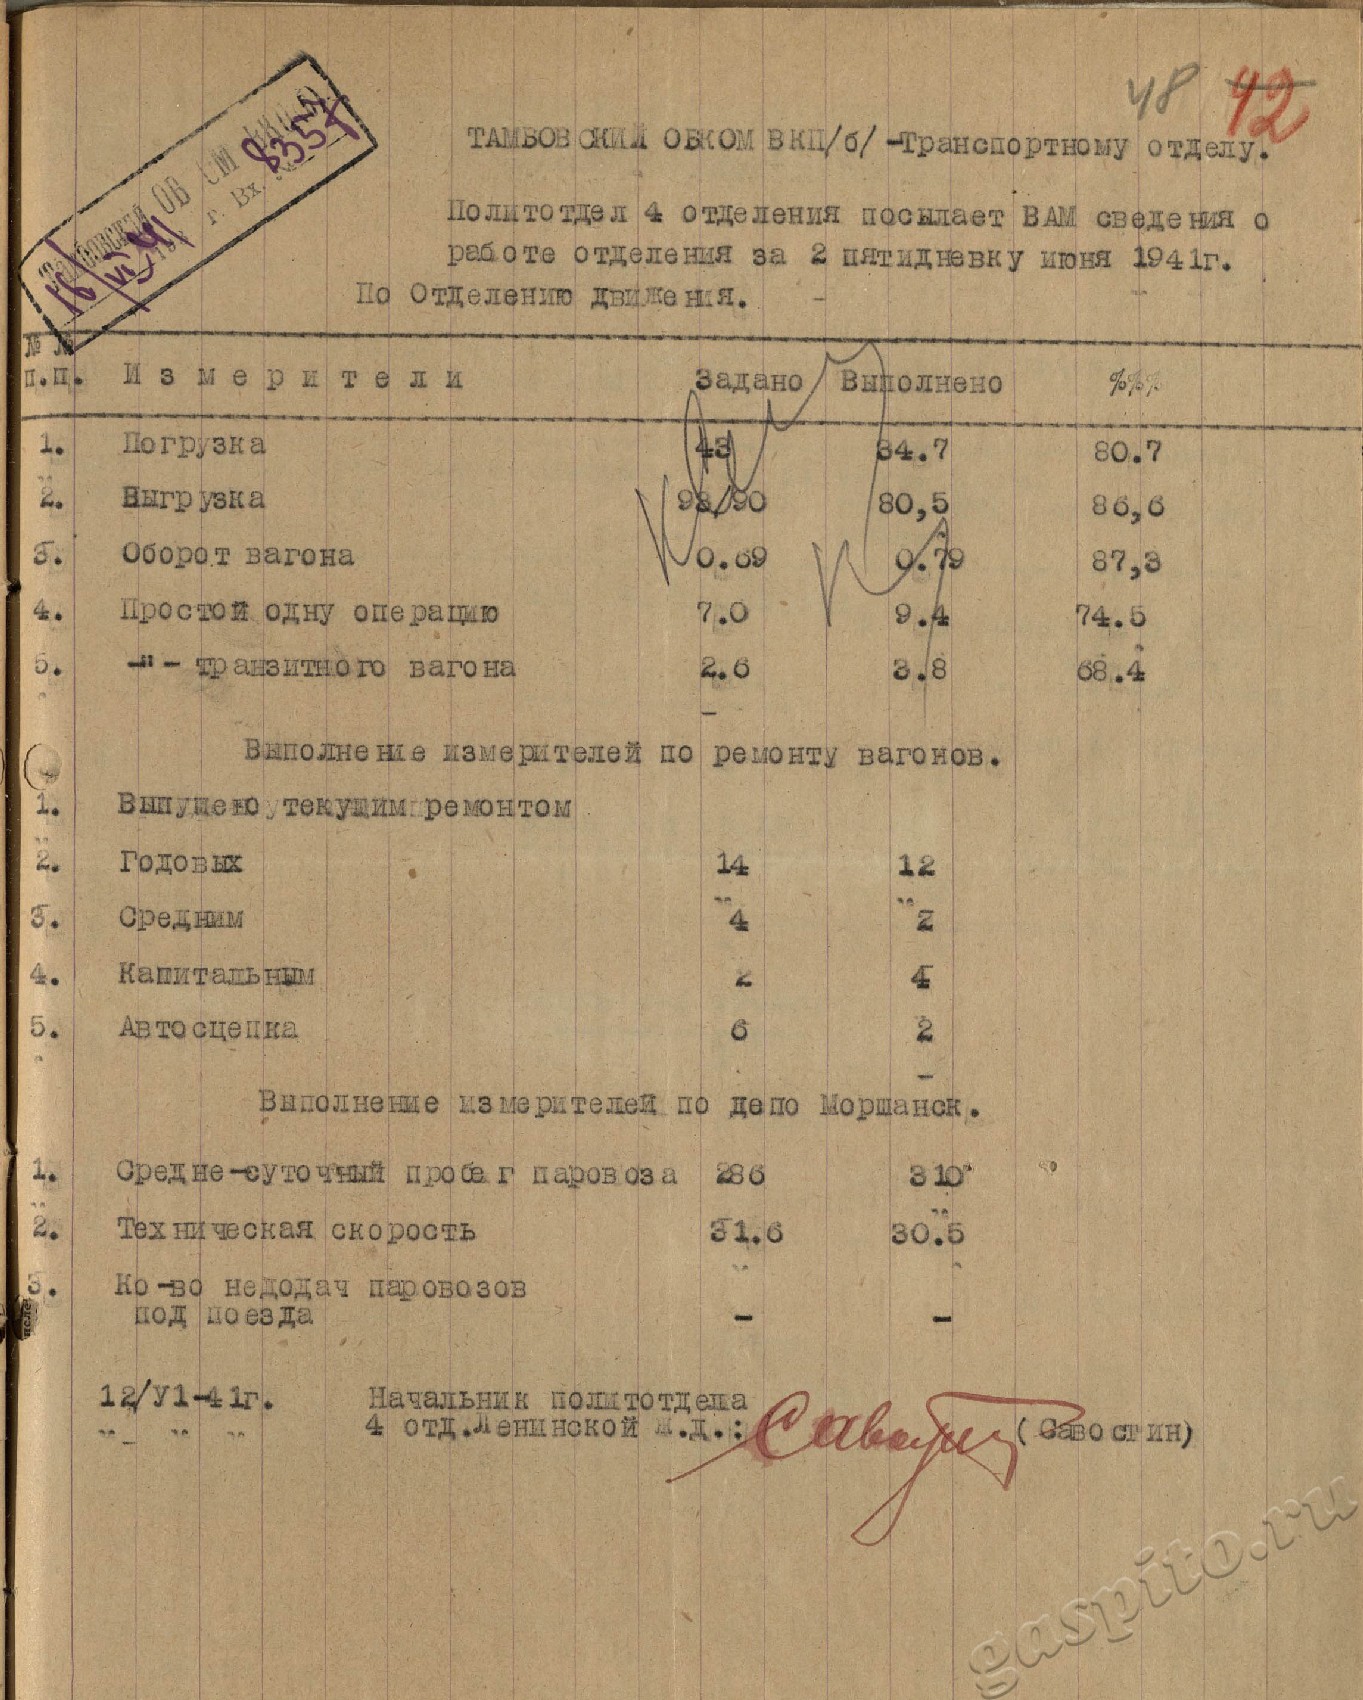 48 42
ТАМБОВСКИЙ ОБКОМ ВКП/б/-Транспортному отделу.
Политотдел 4 отделения посылает ВАМ сведения о
работе отделения за 2 пятидневку июня 1941г.
По Отделению движения.
№ №
п.п. Измерители Задано Выполнено %%%
1. Погрузка 43 34.7 80.7
2. Выгрузка 93,90 80,5 86,6
3. Оборот вагона 0.69 0.79 87,3
4. Простой одну операцию 7.0 9.4 74.5
5. -"- транзитного вагона 2.6 3.8 68.4
Выполнение измерителей по ремонту вагонов.
1. Выпущено текущим ремонтом
2. Годовых 14 12
3. Средним 4 2
4. Капитальным 2 4
5. Автосцепка 6 2
Выполнение измерителей по депо Моршанск.
1. Средне-суточный пробег паровоза 286 310
2. Техническая скорость 31.6 30.5
3. Ко-во недодач паровозов
под поезда - -
12/У1-41г. Начальник политотдела
4 отд.Ленинской Ж.Д.: (Савостин)
gaspito.ru